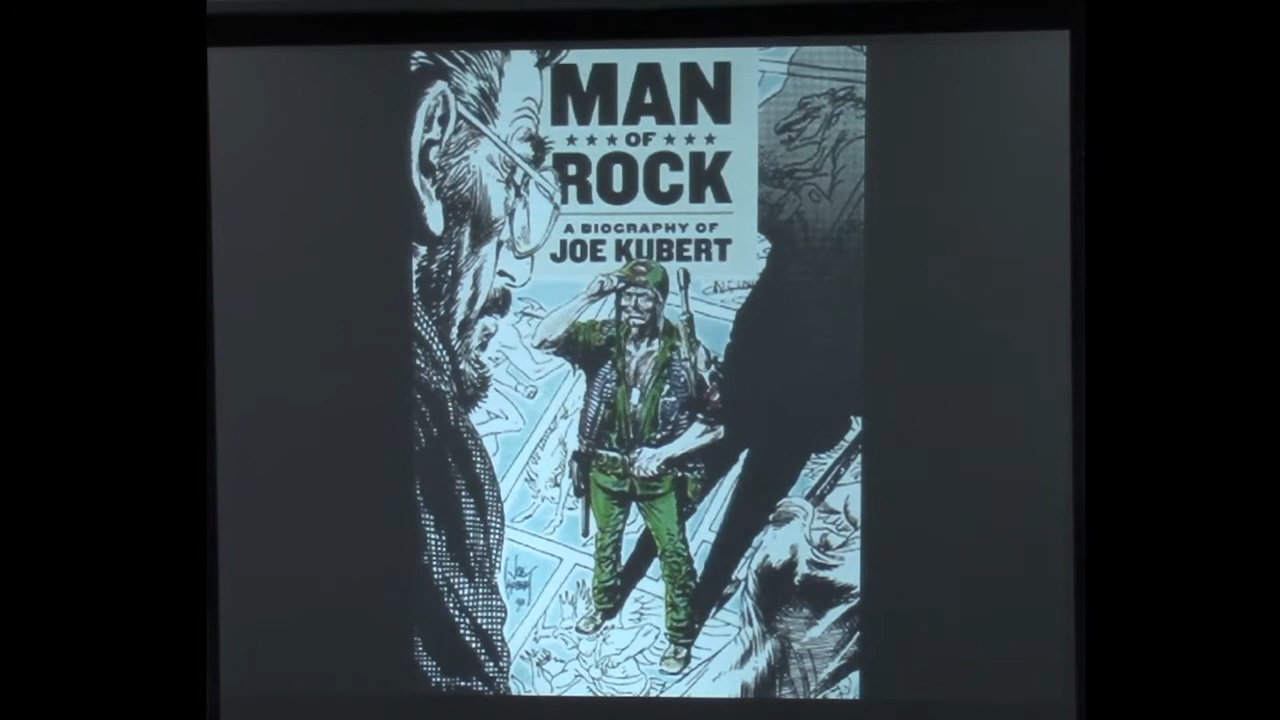 MAN
★★★ OF ★★★
ROCK
A BIOGRAPHY OF
JOE KUBERT